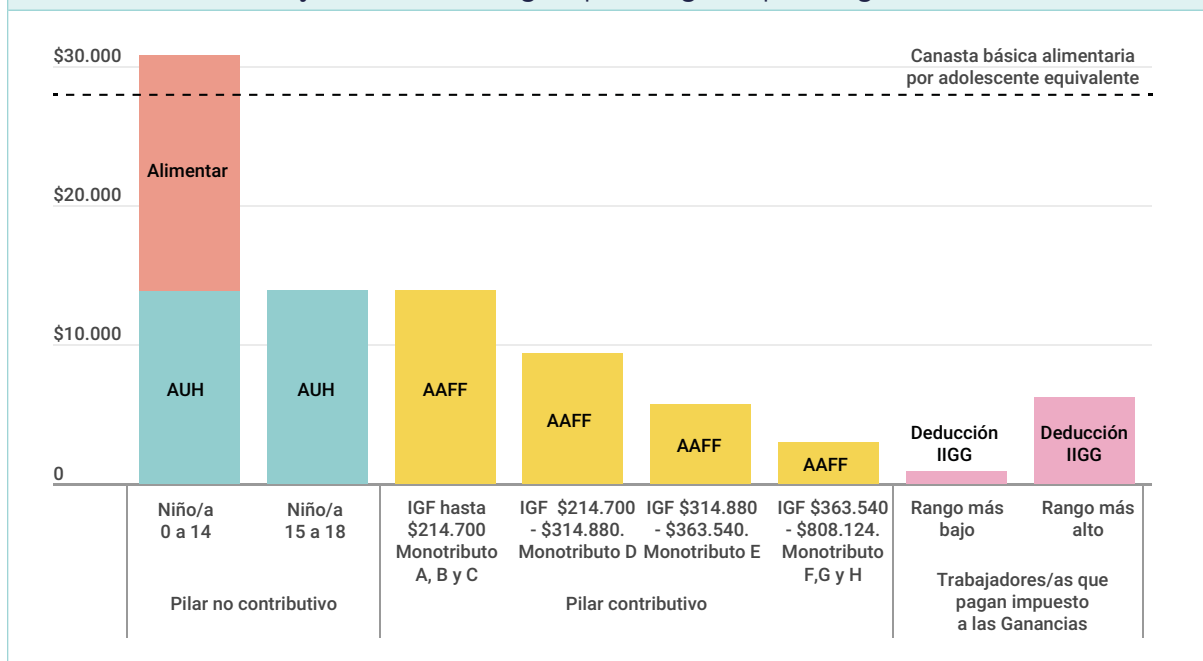 $30.000
Canasta básica alimentaria
por adolescente equivalente
Alimentar
$20.000
$10.000
AUH
AUH
AAFF
AAFF
AAFF
AAFF
Deducción
IIGG
Deducción
IIGG
0
Niño/a
0 a 14
Niño/a
15 a 18
IGF hasta
$214.700
Monotributo
A, B y C
IGF $214.700
- $314.880.
Monotributo D
IGF $314.880
- $363.540.
Monotributo E
IGF $363.540
- $808.124.
Monotributo
F,G y H
Rango más
bajo
Rango más
alto
Pilar no contributivo
Pilar contributivo
Trabajadores/as que
pagan impuesto
a las Ganancias